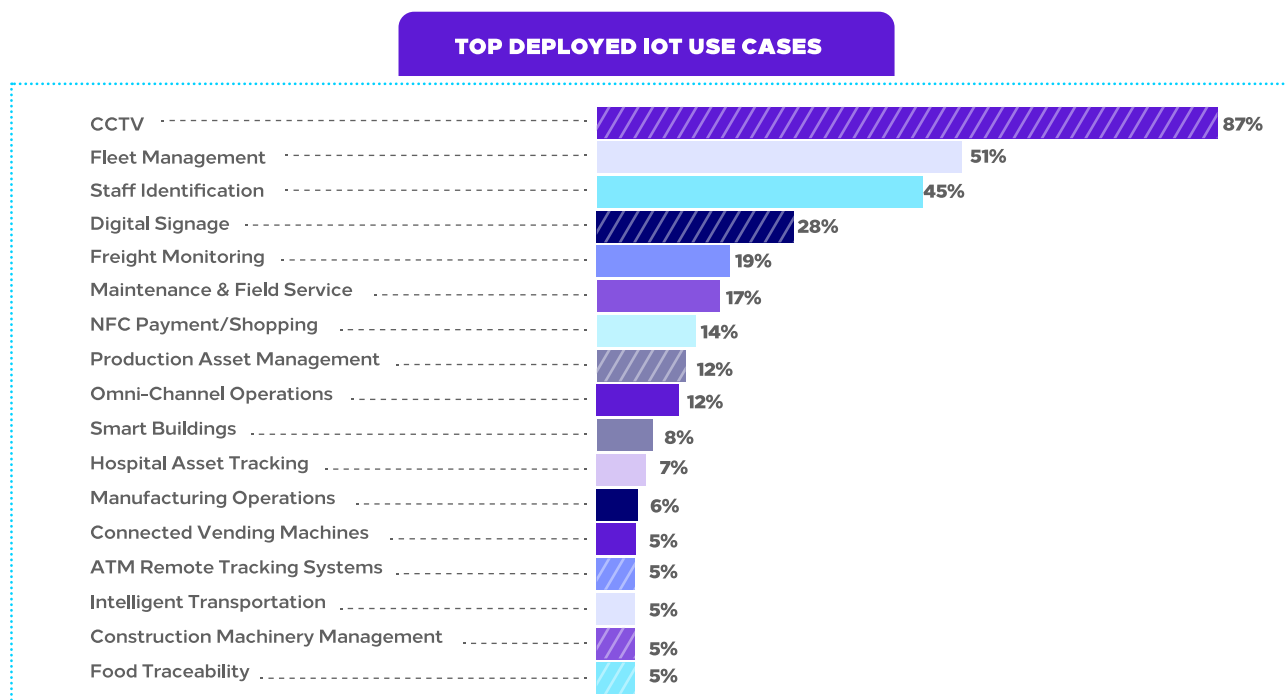 TOP DEPLOYED IOT USE CASES
CCTV 87%
Fleet Management 51%
Staff Identification 45%
Digital Signage 28%
Freight Monitoring 19%
Maintenance & Field Service 17%
NFC Payment/Shopping 14%
Production Asset Management 12%
Omni-Channel Operations 12%
Smart Buildings 8%
Hospital Asset Tracking 7%
Manufacturing Operations 6%
Connected Vending Machines 5%
ATM Remote Tracking Systems 5%
Intelligent Transportation 5%
Construction Machinery Management 5%
Food Traceability 5%